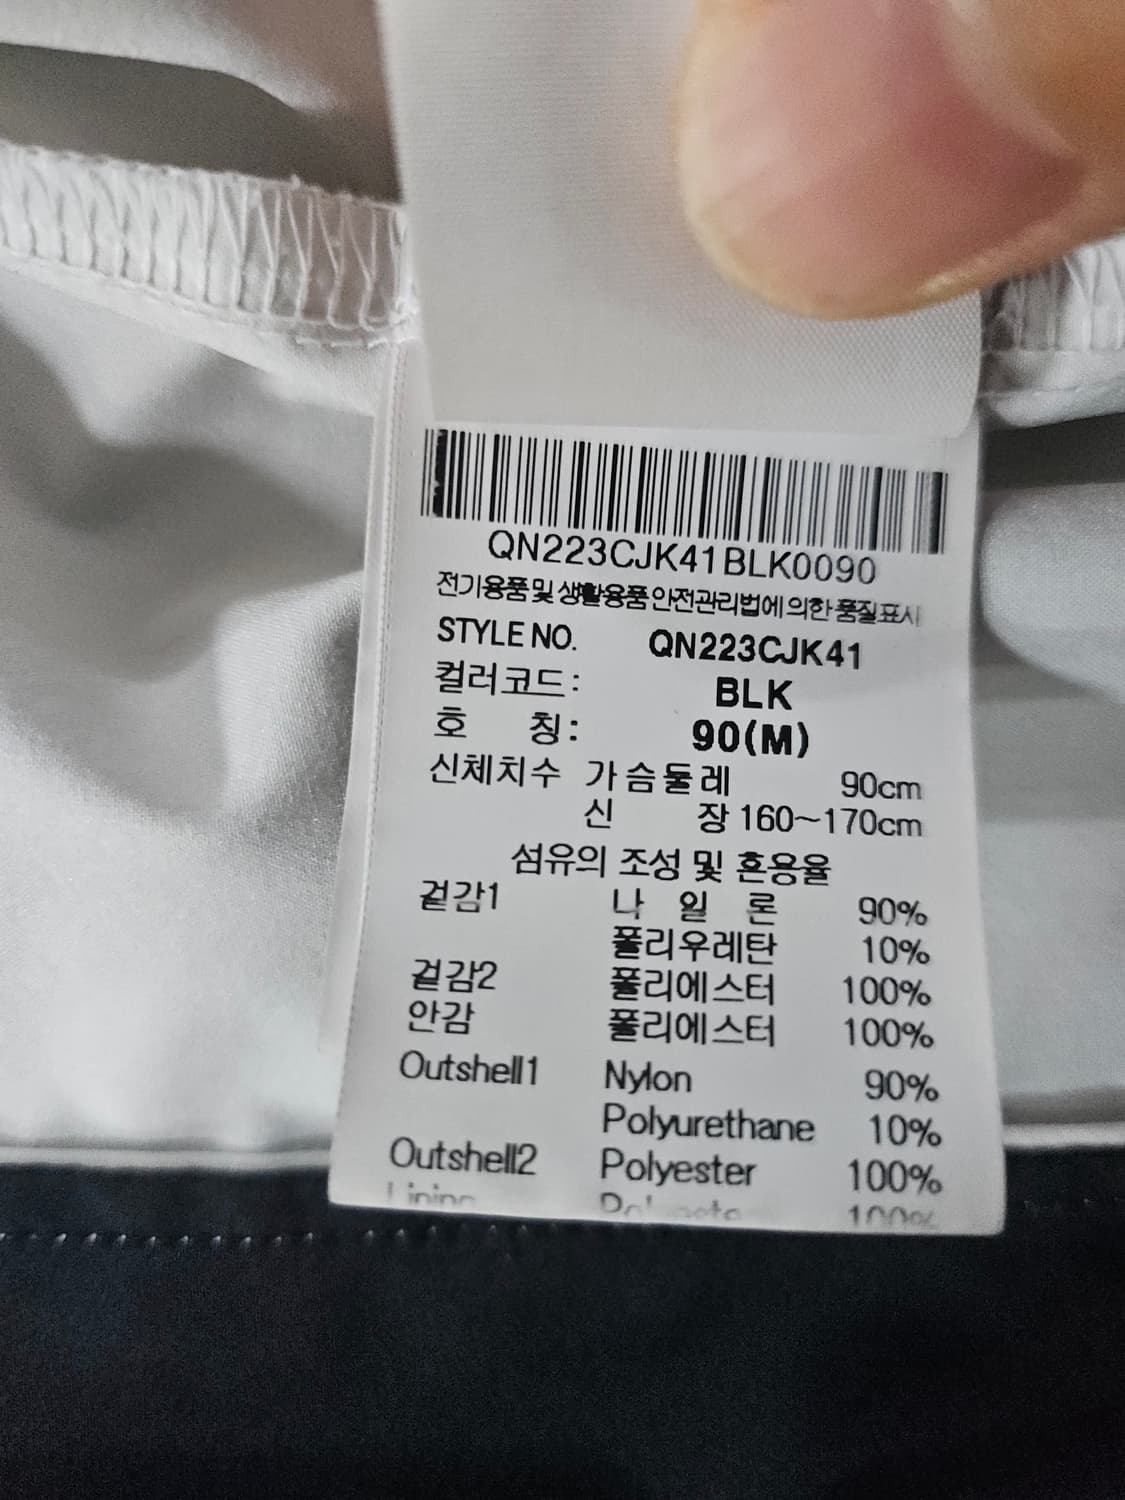 QN223CJK41BLK0090
전기용품 및 생활용품 안전관리법에 의한 품질표시
STYLE NO. QN223CJK41
컬러코드: BLK
호 칭: 90(M)
신체치수 가슴둘레 90cm
신 장 160~170cm
섬유의 조성 및 혼용율
겉감1 나 일 론 90%
폴리우레탄 10%
겉감2 폴리에스터 100%
안감 폴리에스터 100%
Outshell1 Nylon 90%
Polyurethane 10%
Outshell2 Polyester 100%
Lining 100%